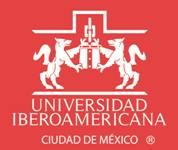 UNIVERSIDAD
IBEROAMERICANA
CIUDAD DE MÉXICO ®